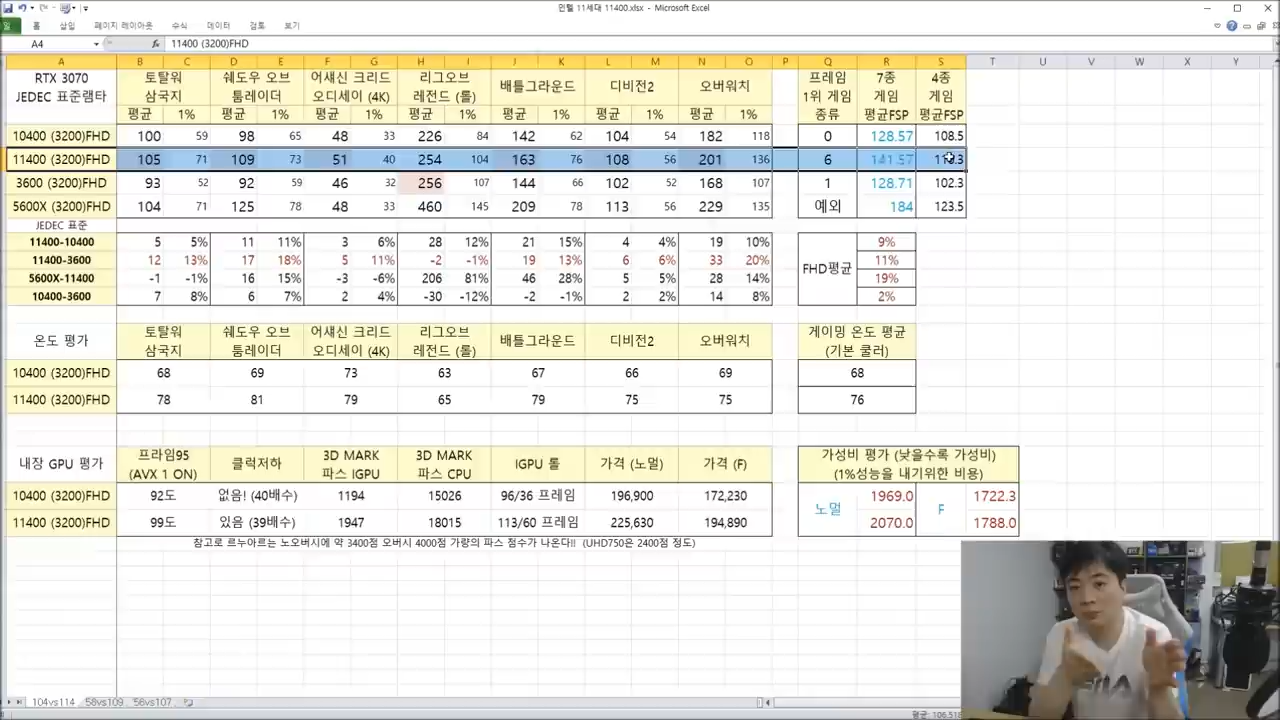 인텔 11세대 11400.xlsx - Microsoft Excel
홈 삽입 페이지 레이아웃 수식 데이터 검토 보기
A4 fx 11400 (3200)FHD
A B C D E F G H I J K L M N O P Q R S T U V W X Y
RTX 3070 JEDEC 표준램타 토탈워 삼국지 쉐도우 오브 툼레이더 어쌔신 크리드 오디세이 (4K) 리그오브 레전드 (롤) 배틀그라운드 디비전2 오버워치 프레임 1위 게임 종류 7종 게임 평균FSP 4종 게임 평균FSP
평균 1% 평균 1% 평균 1% 평균 1% 평균 1% 평균 1% 평균 1%
10400 (3200)FHD 100 59 98 65 48 33 226 84 142 62 104 54 182 118 0 128.57 108.5
11400 (3200)FHD 105 71 109 73 51 40 254 104 163 76 108 56 201 136 6 141.57
3600 (3200)FHD 93 52 92 59 46 32 256 107 144 66 102 52 168 107 1 128.71 102.3
5600X (3200)FHD 104 71 125 78 48 33 460 145 209 78 113 56 229 135 예외 184 123.5
JEDEC 표준
11400-10400 5 5% 11 11% 3 6% 28 12% 21 15% 4 4% 19 10% FHD평균 9%
11400-3600 12 13% 17 18% 5 11% -2 -1% 19 13% 6 6% 33 20% 11%
5600X-11400 -1 -1% 16 15% -3 -6% 206 81% 46 28% 5 5% 28 14% 19%
10400-3600 7 8% 6 7% 2 4% -30 -12% -2 -1% 2 2% 14 8% 2%
온도 평가 토탈워 삼국지 쉐도우 오브 툼레이더 어쌔신 크리드 오디세이 (4K) 리그오브 레전드 (롤) 배틀그라운드 디비전2 오버워치 게이밍 온도 평균 (기본 쿨러)
10400 (3200)FHD 68 69 73 63 67 66 69 68
11400 (3200)FHD 78 81 79 65 79 75 75 76
내장 GPU 평가 프라임95 (AVX 1 ON) 클럭저하 3D MARK 파스 IGPU 3D MARK 파스 CPU IGPU 롤 가격 (노멀) 가격 (F) 가성비 평가 (낮을수록 가성비) (1%성능을 내기위한 비용)
10400 (3200)FHD 92도 없음! (40배수) 1194 15026 96/36 프레임 196,900 172,230 노멀 1969.0 F 1722.3
11400 (3200)FHD 99도 있음 (39배수) 1947 18015 113/60 프레임 225,630 194,890 2070.0 1788.0
참고로 르누아르는 노오버시에 약 3400점 오버시 4000점 가량의 파스 점수가 나온다!! (UHD750은 2400점 정도)
104vs114 58vs109 58vs107
평균: 106.518